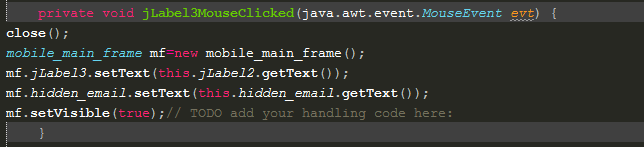 private void jLabel3MouseClicked(java.awt.event.MouseEvent evt) {
close();
mobile_main_frame mf=new mobile_main_frame();
mf.jLabel3.setText(this.jLabel2.getText());
mf.hidden_email.setText(this.hidden_email.getText());
mf.setVisible(true);// TODO add your handling code here:
}